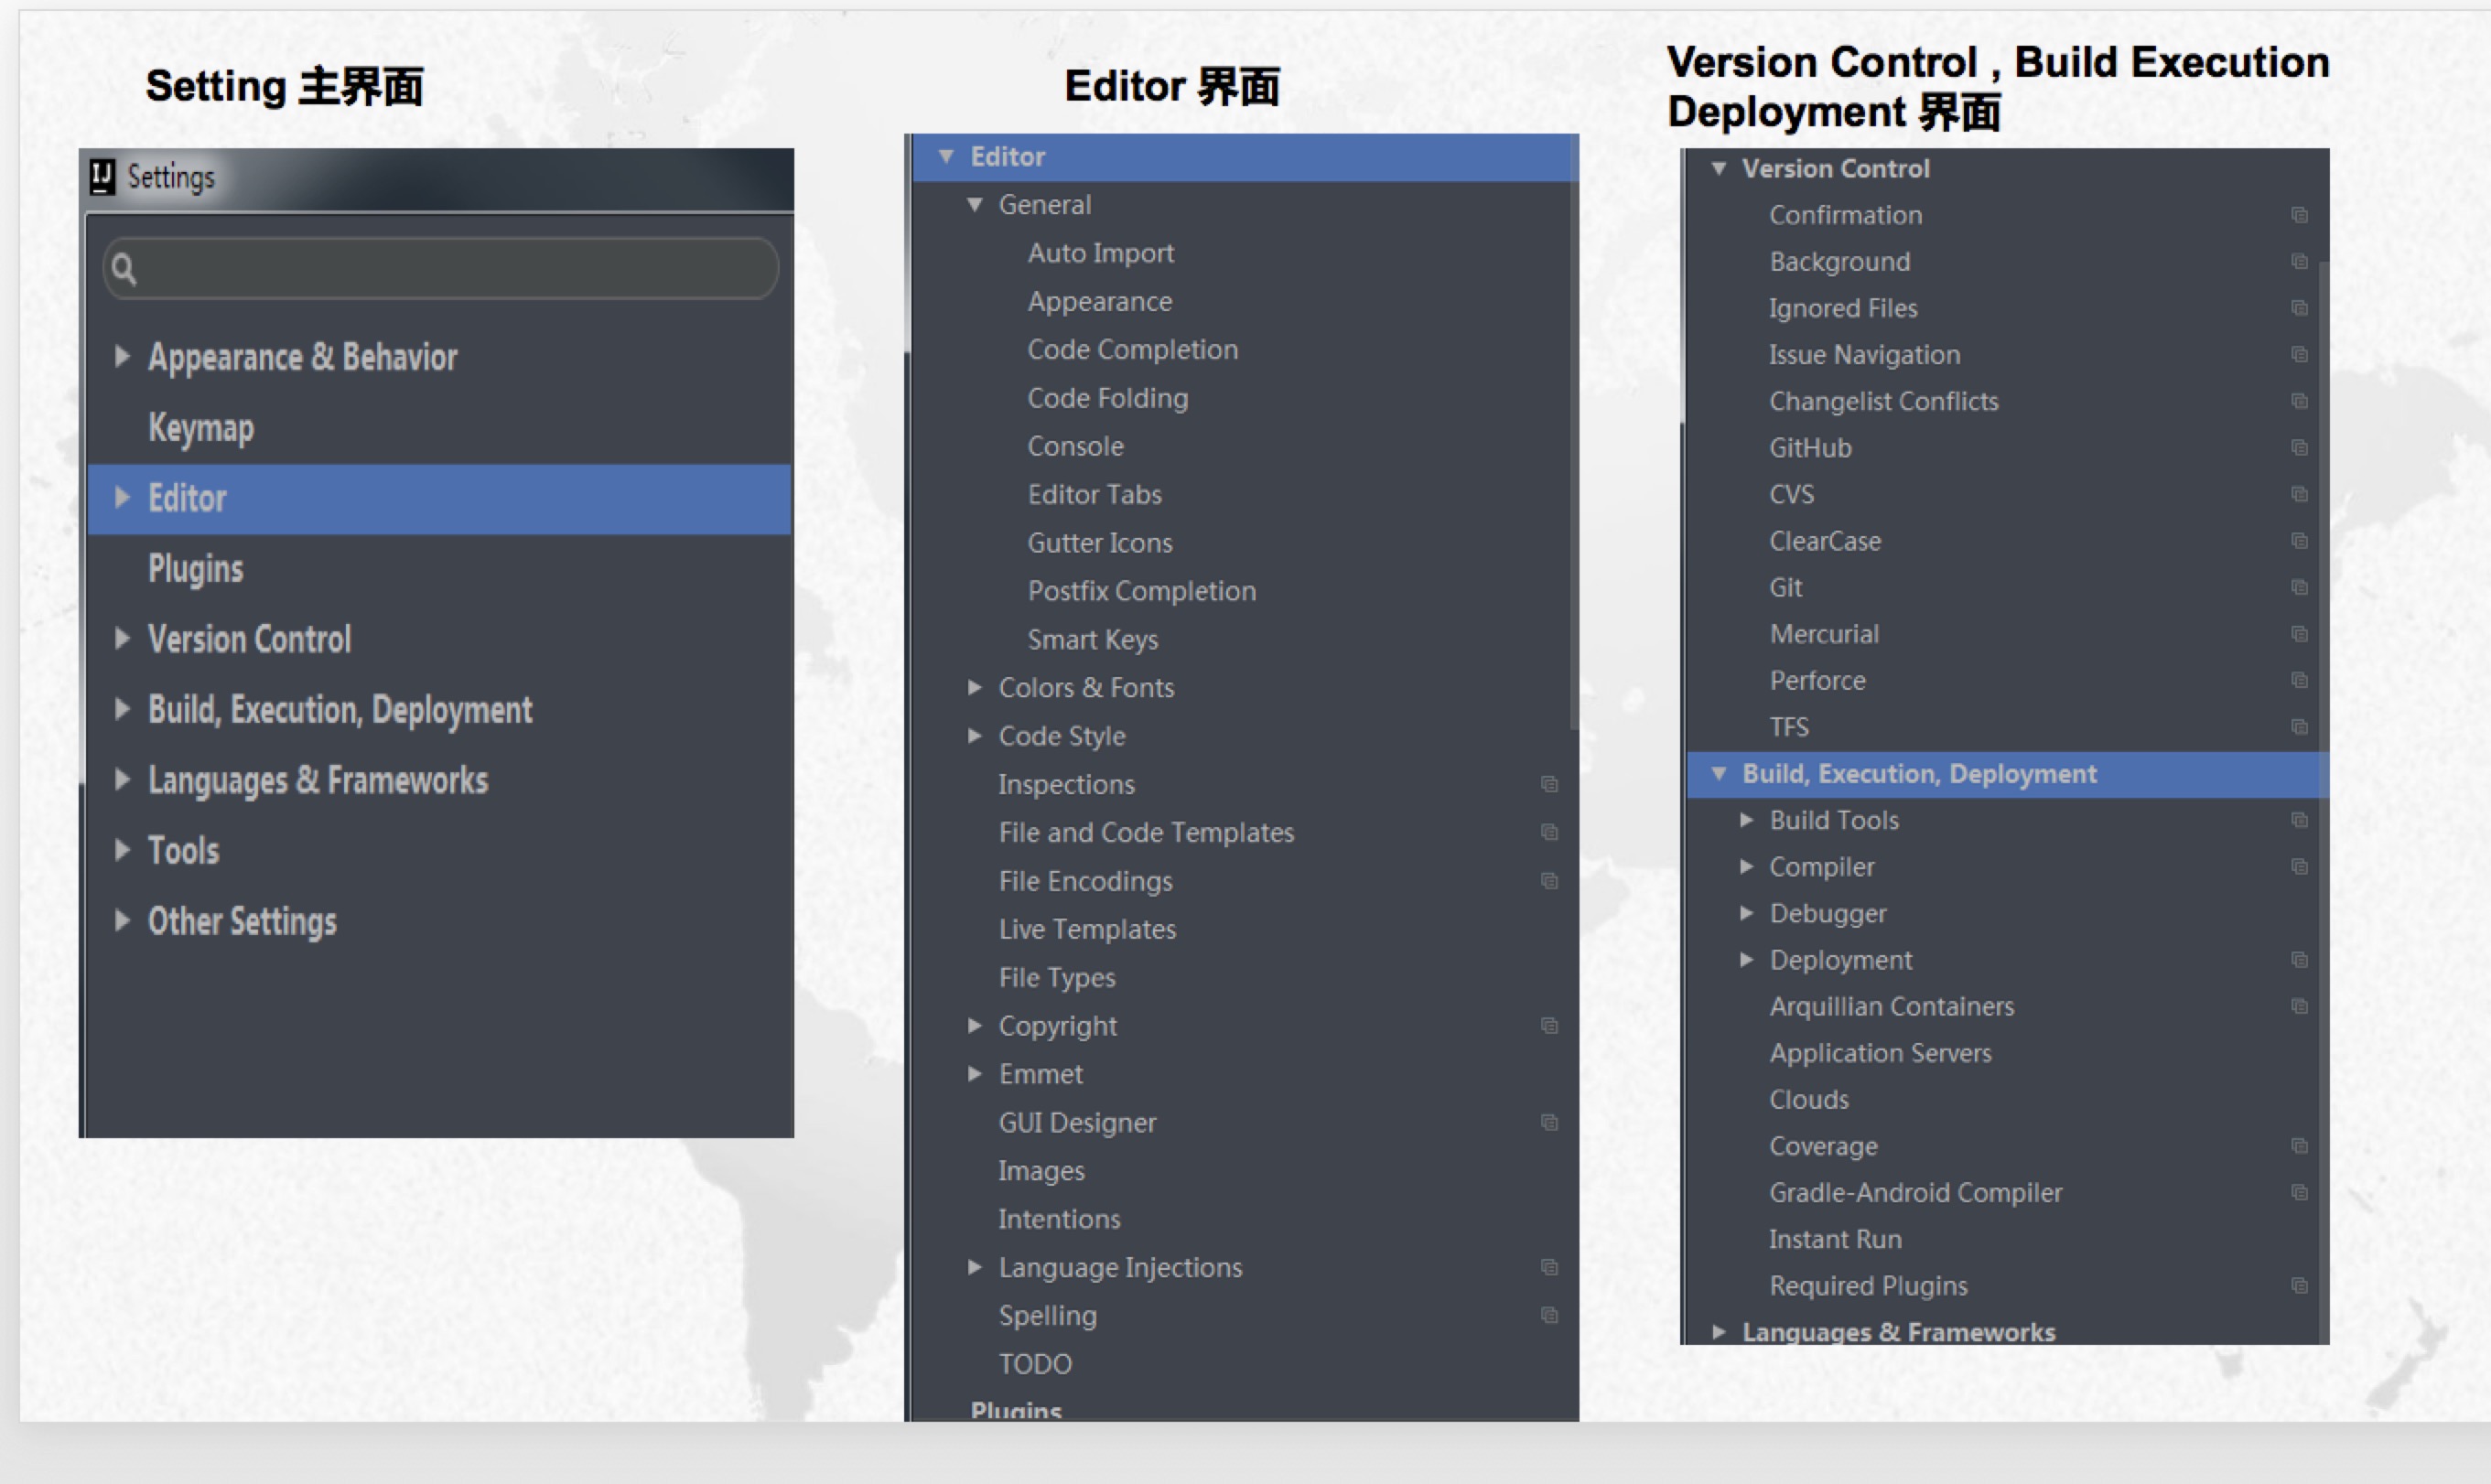 Setting 主界面
Settings
Appearance & Behavior
Keymap
Editor
Plugins
Version Control
Build, Execution, Deployment
Languages & Frameworks
Tools
Other Settings
Editor 界面
Editor
General
Auto Import
Appearance
Code Completion
Code Folding
Console
Editor Tabs
Gutter Icons
Postfix Completion
Smart Keys
Colors & Fonts
Code Style
Inspections
File and Code Templates
File Encodings
Live Templates
File Types
Copyright
Emmet
GUI Designer
Images
Intentions
Language Injections
Spelling
TODO
Plugins
Version Control , Build Execution
Deployment 界面
Version Control
Confirmation
Background
Ignored Files
Issue Navigation
Changelist Conflicts
GitHub
CVS
ClearCase
Git
Mercurial
Perforce
TFS
Build, Execution, Deployment
Build Tools
Compiler
Debugger
Deployment
Arquillian Containers
Application Servers
Clouds
Coverage
Gradle-Android Compiler
Instant Run
Required Plugins
Languages & Frameworks